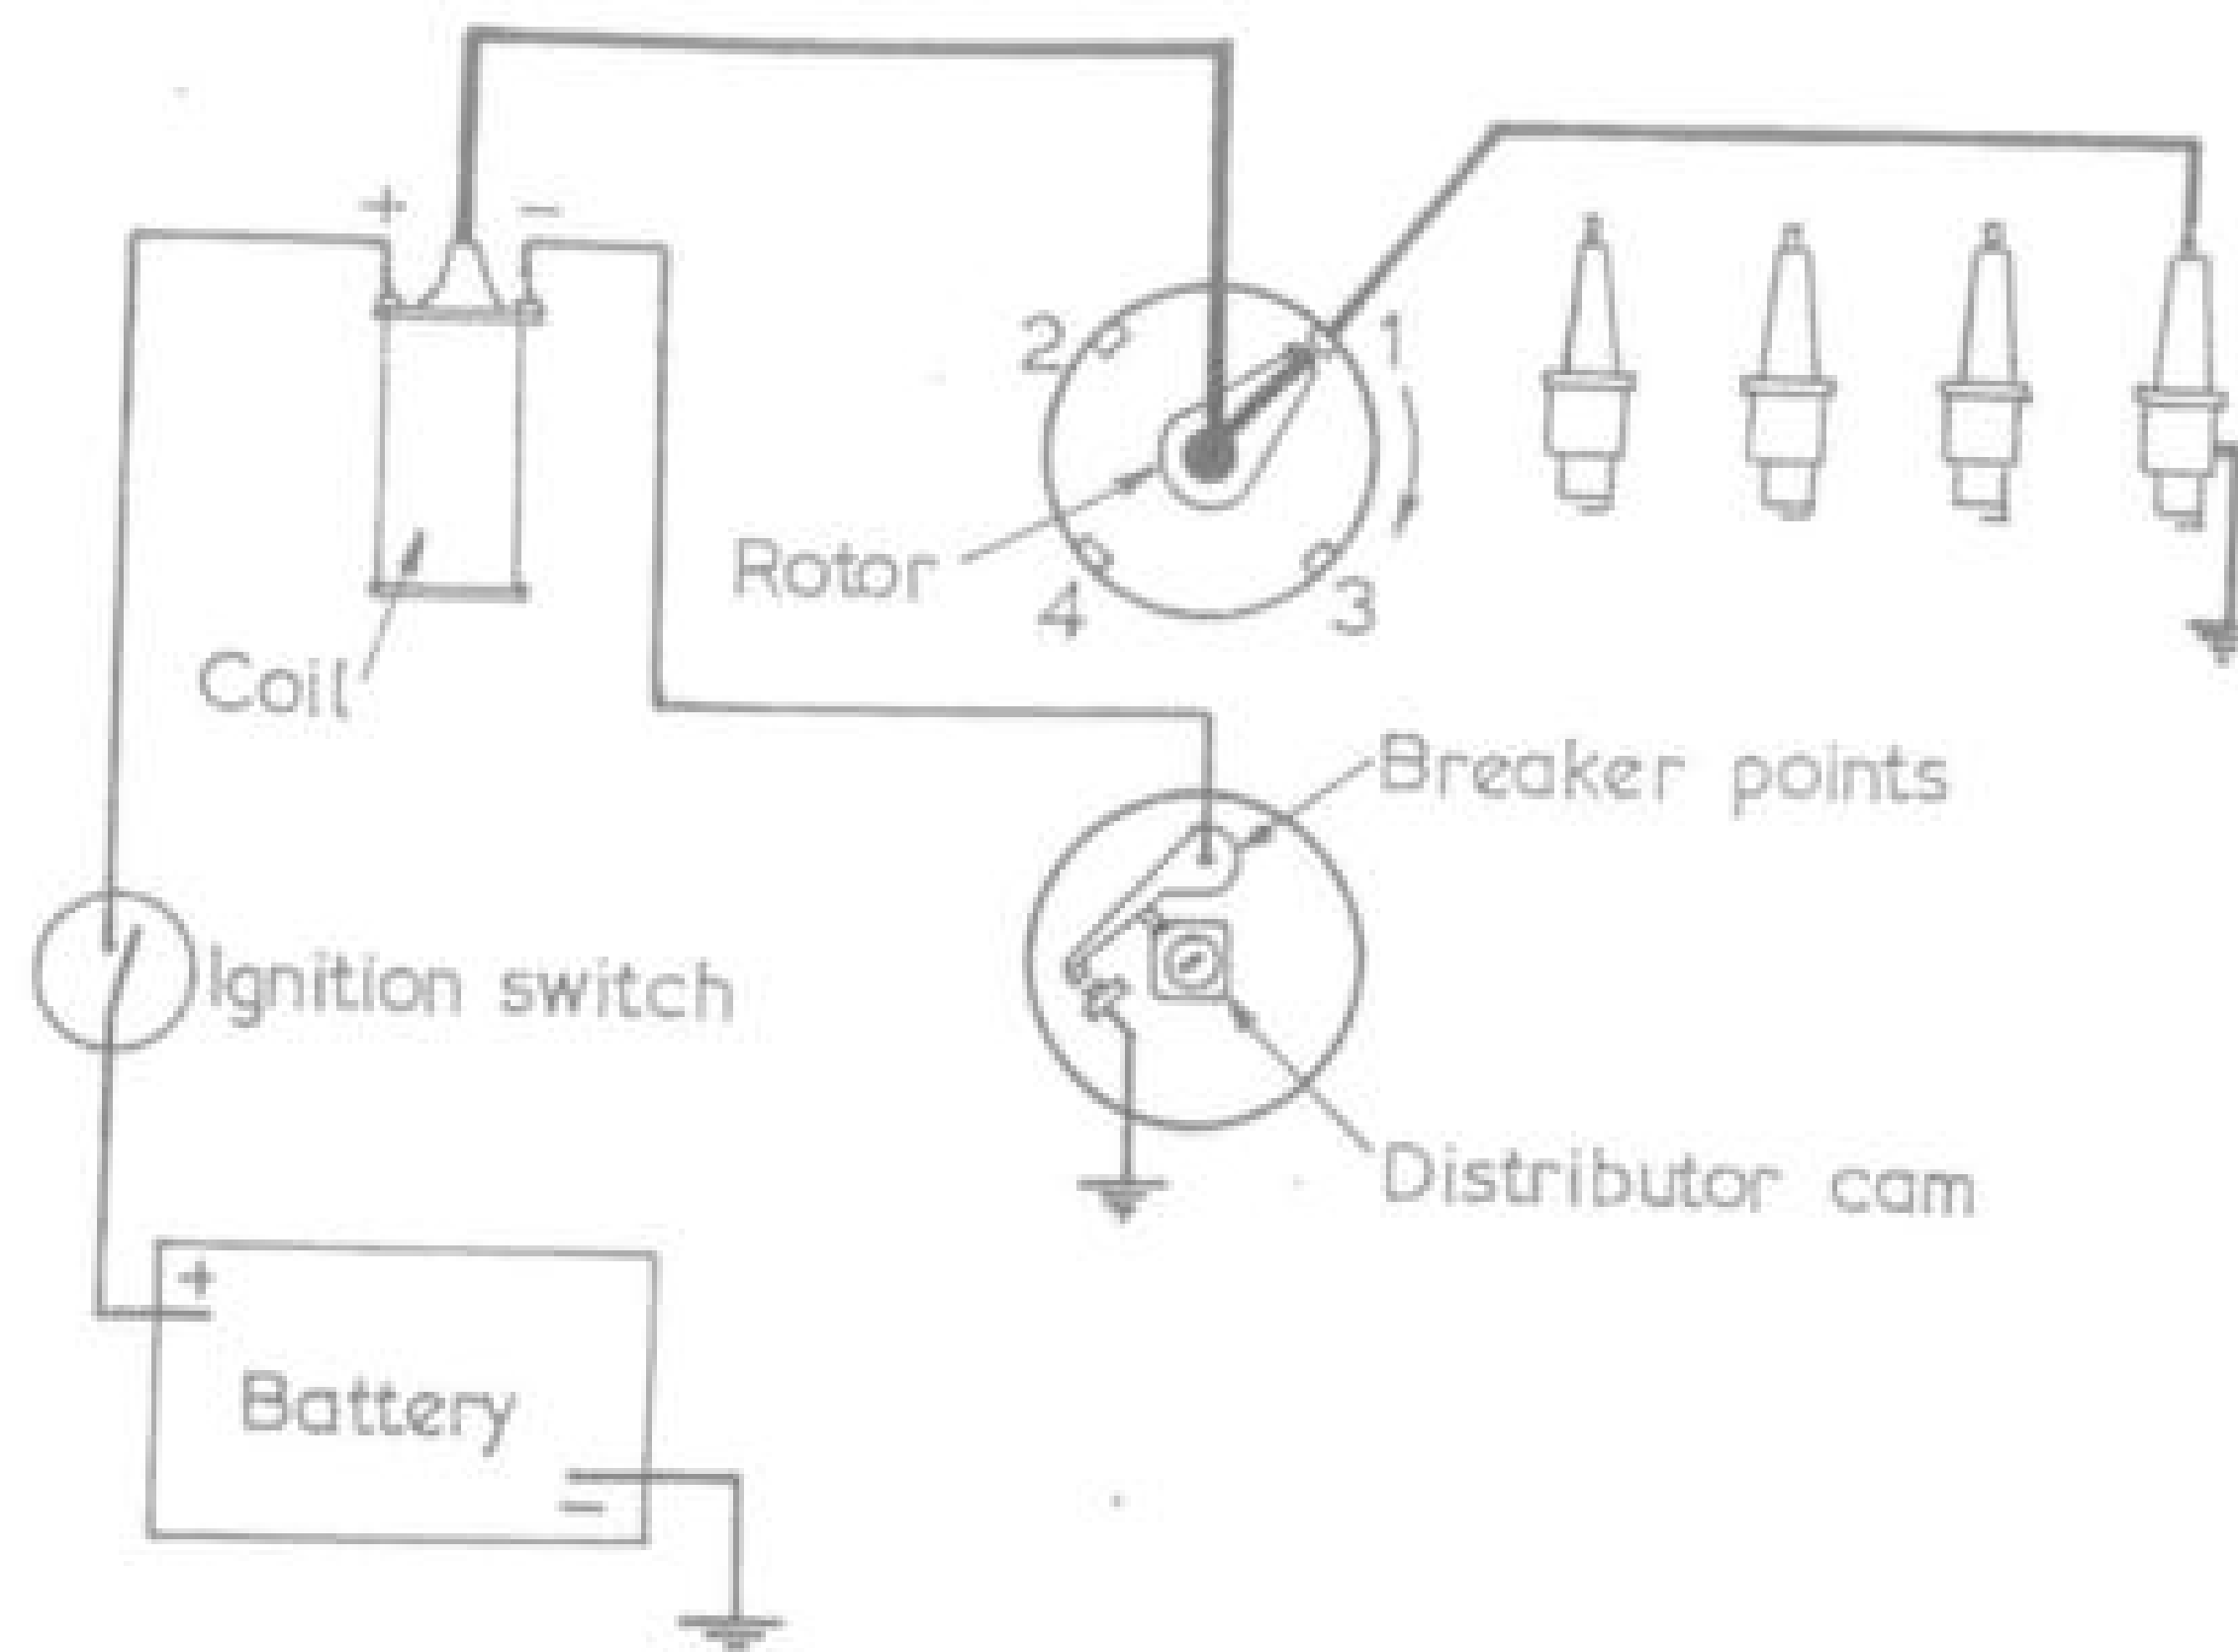 + −
2 1
Rotor
4 3
Coil
Breaker points
Ignition switch
Distributor cam
+
Battery
−